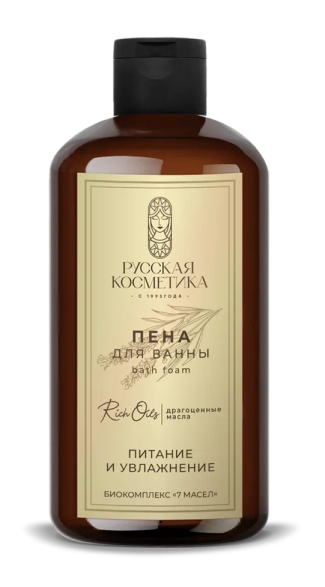 РУССКАЯ
КОСМЕТИКА
- С 1993 ГОДА -
ПЕНА
ДЛЯ ВАННЫ
bath foam
Rich Oils | драгоценные
масла
ПИТАНИЕ
И УВЛАЖНЕНИЕ
БИОКОМПЛЕКС «7 МАСЕЛ»